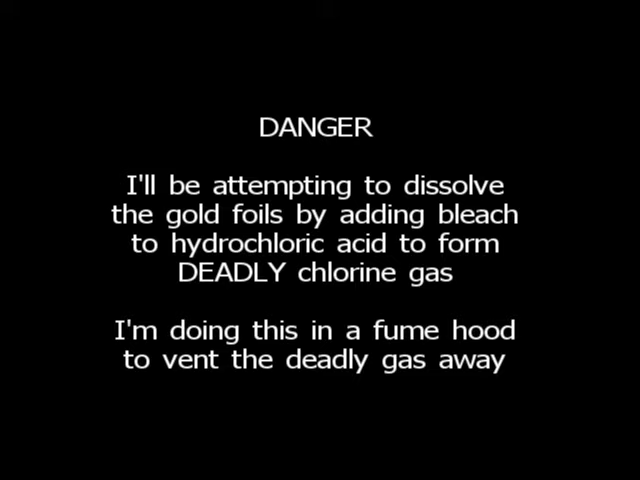 DANGER
I'll be attempting to dissolve
the gold foils by adding bleach
to hydrochloric acid to form
DEADLY chlorine gas
I'm doing this in a fume hood
to vent the deadly gas away